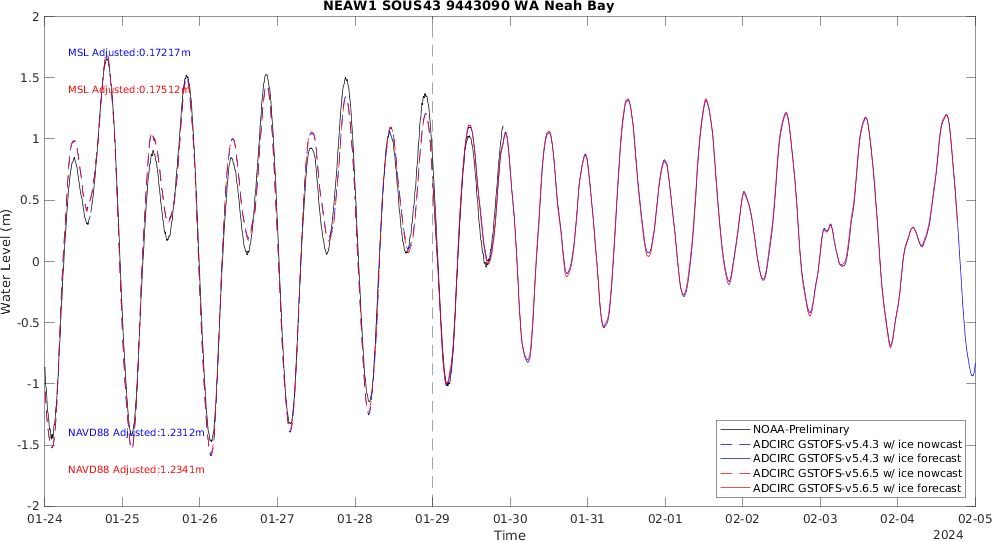 NEAW1 SOUS43 9443090 WA Neah Bay
2
1.5
1
0.5
0
-0.5
-1
-1.5
-2
Water Level (m)
MSL Adjusted:0.17217m
MSL Adjusted:0.17512m
NAVD88 Adjusted:1.2312m
NAVD88 Adjusted:1.2341m
NOAA-Preliminary
ADCIRC GSTOFS-v5.4.3 w/ ice nowcast
ADCIRC GSTOFS-v5.4.3 w/ ice forecast
ADCIRC GSTOFS-v5.6.5 w/ ice nowcast
ADCIRC GSTOFS-v5.6.5 w/ ice forecast
01-24 01-25 01-26 01-27 01-28 01-29 01-30 01-31 02-01 02-02 02-03 02-04 02-05
Time
2024